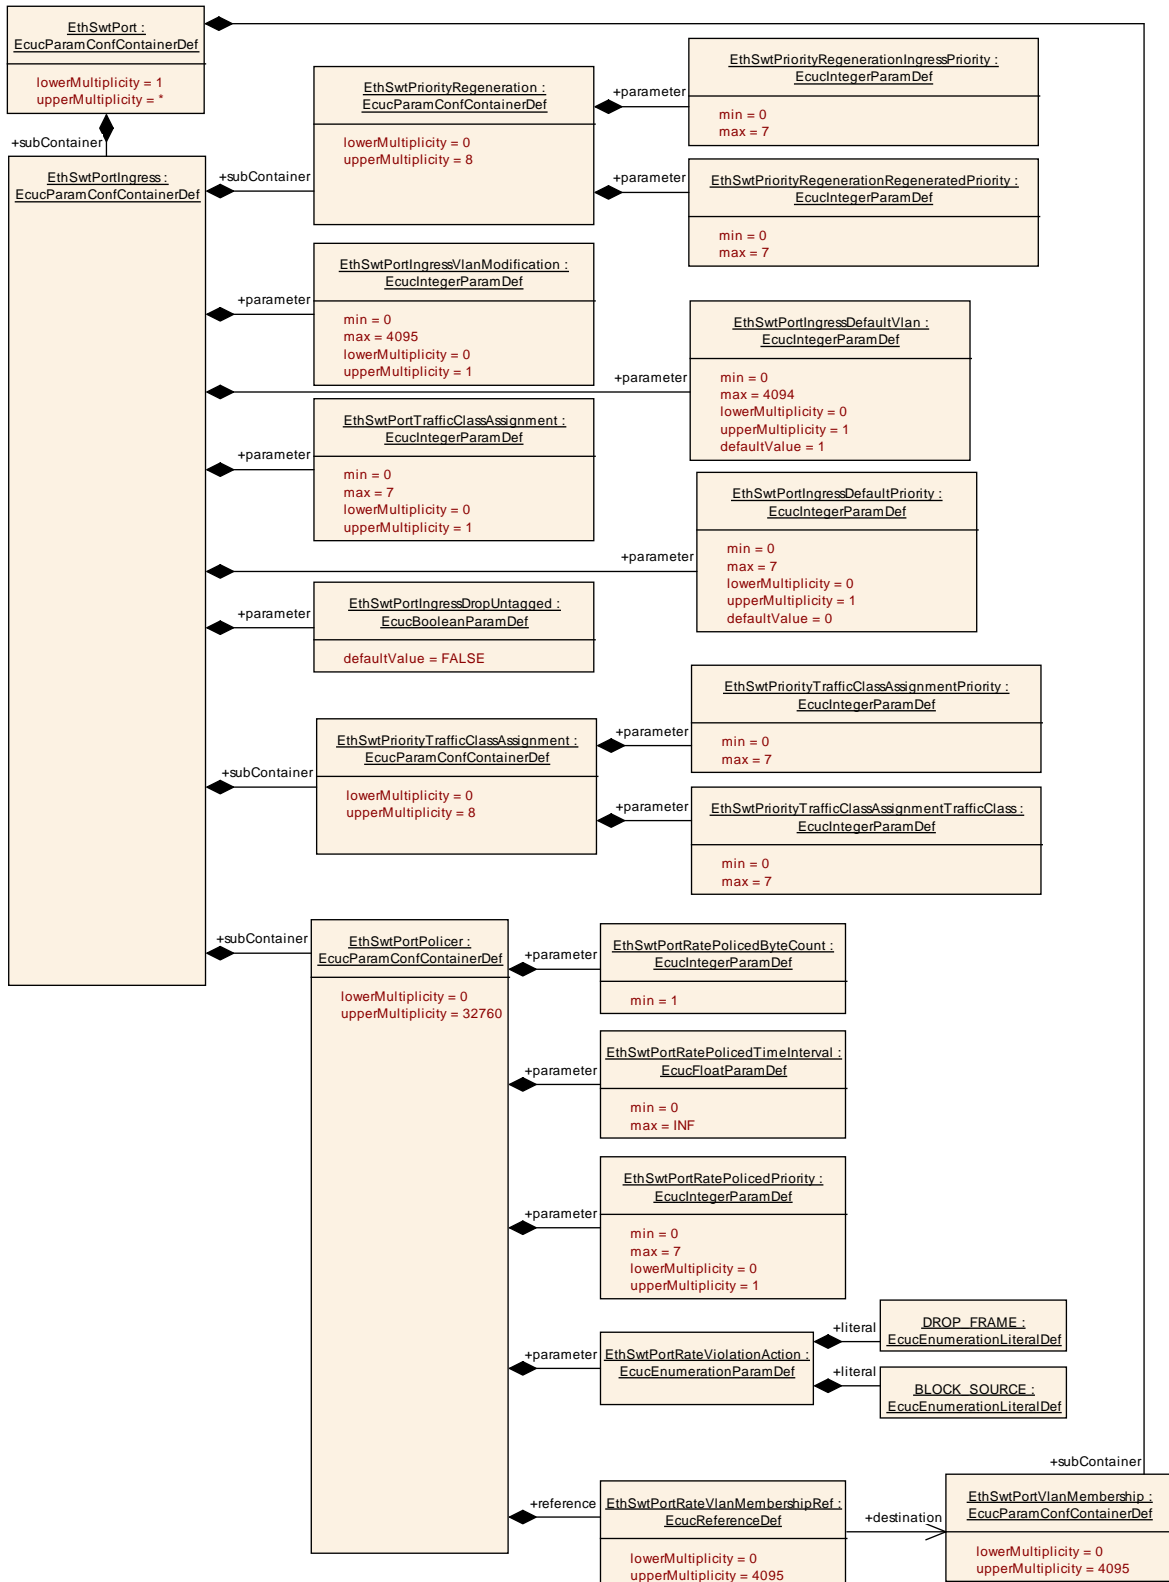 EthSwtPort :
EcucParamConfContainerDef
lowerMultiplicity = 1
upperMultiplicity = *
+subContainer
EthSwtPortIngress :
EcucParamConfContainerDef
+subContainer
EthSwtPriorityRegeneration :
EcucParamConfContainerDef
lowerMultiplicity = 0
upperMultiplicity = 8
+parameter
EthSwtPriorityRegenerationIngressPriority :
EcucIntegerParamDef
min = 0
max = 7
+parameter
EthSwtPriorityRegenerationRegeneratedPriority :
EcucIntegerParamDef
min = 0
max = 7
+parameter
EthSwtPortIngressVlanModification :
EcucIntegerParamDef
min = 0
max = 4095
lowerMultiplicity = 0
upperMultiplicity = 1
+parameter
EthSwtPortIngressDefaultVlan :
EcucIntegerParamDef
min = 0
max = 4094
lowerMultiplicity = 0
upperMultiplicity = 1
defaultValue = 1
+parameter
EthSwtPortTrafficClassAssignment :
EcucIntegerParamDef
min = 0
max = 7
lowerMultiplicity = 0
upperMultiplicity = 1
+parameter
EthSwtPortIngressDefaultPriority :
EcucIntegerParamDef
min = 0
max = 7
lowerMultiplicity = 0
upperMultiplicity = 1
defaultValue = 0
+parameter
EthSwtPortIngressDropUntagged :
EcucBooleanParamDef
defaultValue = FALSE
+subContainer
EthSwtPriorityTrafficClassAssignment :
EcucParamConfContainerDef
lowerMultiplicity = 0
upperMultiplicity = 8
+parameter
EthSwtPriorityTrafficClassAssignmentPriority :
EcucIntegerParamDef
min = 0
max = 7
+parameter
EthSwtPriorityTrafficClassAssignmentTrafficClass :
EcucIntegerParamDef
min = 0
max = 7
+subContainer
EthSwtPortPolicer :
EcucParamConfContainerDef
lowerMultiplicity = 0
upperMultiplicity = 32760
+parameter
EthSwtPortRatePolicedByteCount :
EcucIntegerParamDef
min = 1
+parameter
EthSwtPortRatePolicedTimeInterval :
EcucFloatParamDef
min = 0
max = INF
+parameter
EthSwtPortRatePolicedPriority :
EcucIntegerParamDef
min = 0
max = 7
lowerMultiplicity = 0
upperMultiplicity = 1
+parameter
EthSwtPortRateViolationAction :
EcucEnumerationParamDef
+literal
DROP_FRAME :
EcucEnumerationLiteralDef
+literal
BLOCK_SOURCE :
EcucEnumerationLiteralDef
+reference
EthSwtPortRateVlanMembershipRef :
EcucReferenceDef
lowerMultiplicity = 0
upperMultiplicity = 4095
+destination
+subContainer
EthSwtPortVlanMembership :
EcucParamConfContainerDef
lowerMultiplicity = 0
upperMultiplicity = 4095